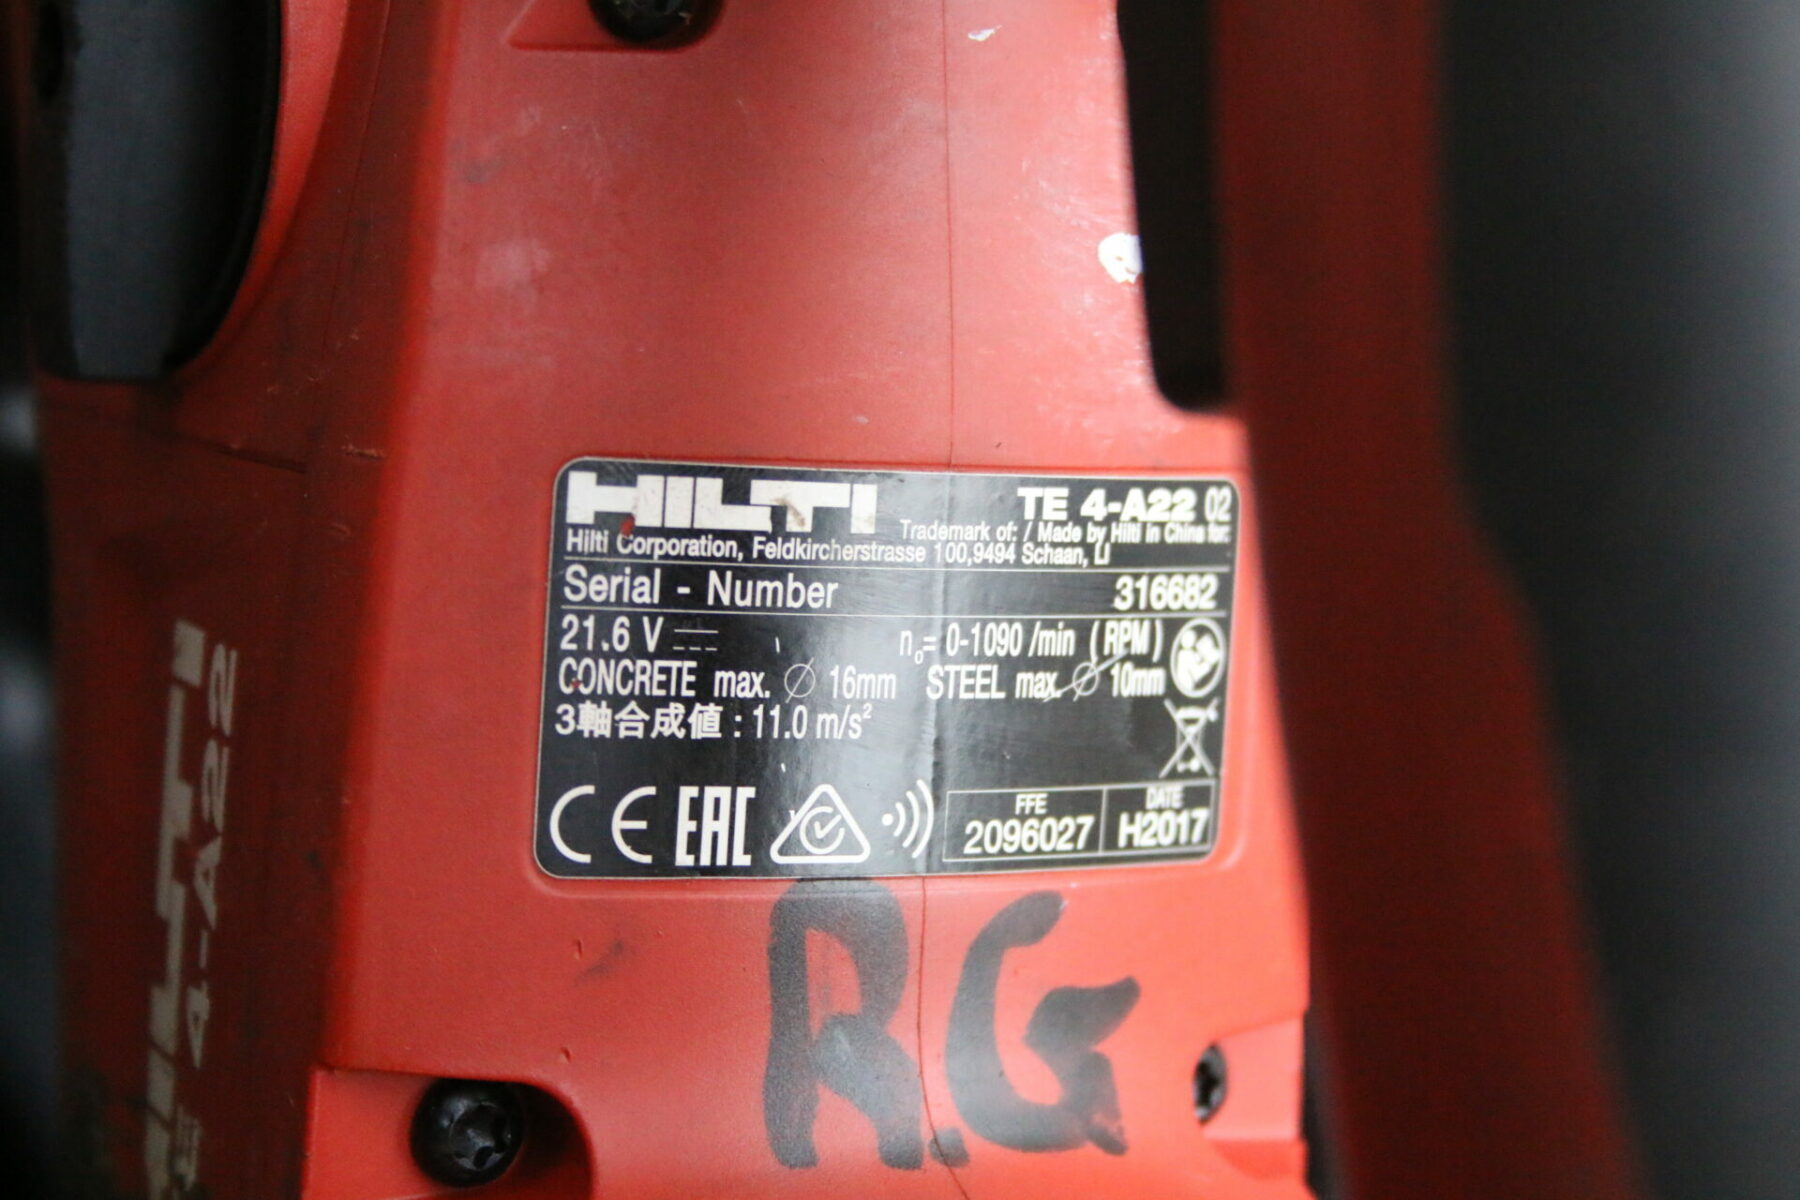 HILTI TE 4-A22 02
Trademark of: / Made by Hilti in China for:
Hilti Corporation, Feldkircherstrasse 100,9494 Schaan, LI
Serial - Number 316682
21.6 V n₀= 0-1090 /min (RPM)
CONCRETE max. ∅ 16mm STEEL max. ∅ 10mm
3軸合成値 : 11.0 m/s²
CE EAC FFE 2096027 DATE H2017
R.G
HILTI
TE 4-A22